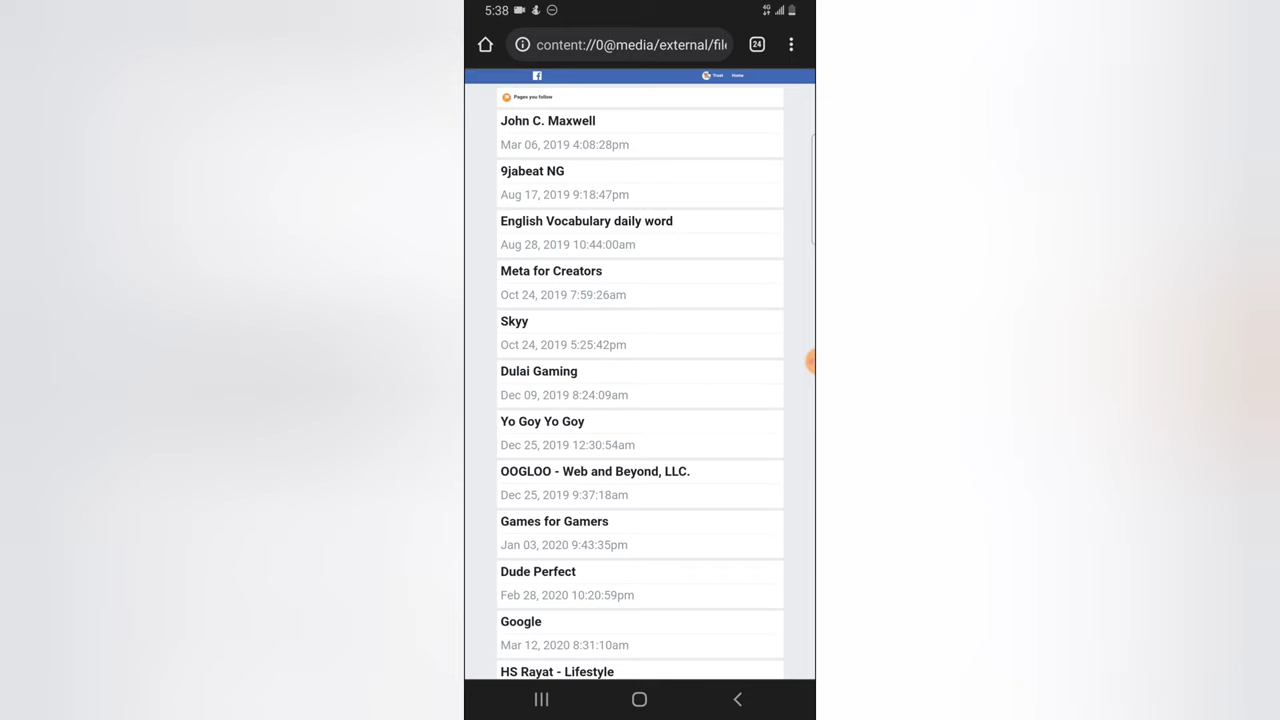 5:38
4G
content://0@media/external/fil
24
Trust Home
Pages you follow
John C. Maxwell
Mar 06, 2019 4:08:28pm
9jabeat NG
Aug 17, 2019 9:18:47pm
English Vocabulary daily word
Aug 28, 2019 10:44:00am
Meta for Creators
Oct 24, 2019 7:59:26am
Skyy
Oct 24, 2019 5:25:42pm
Dulai Gaming
Dec 09, 2019 8:24:09am
Yo Goy Yo Goy
Dec 25, 2019 12:30:54am
OOGLOO - Web and Beyond, LLC.
Dec 25, 2019 9:37:18am
Games for Gamers
Jan 03, 2020 9:43:35pm
Dude Perfect
Feb 28, 2020 10:20:59pm
Google
Mar 12, 2020 8:31:10am
HS Rayat - Lifestyle